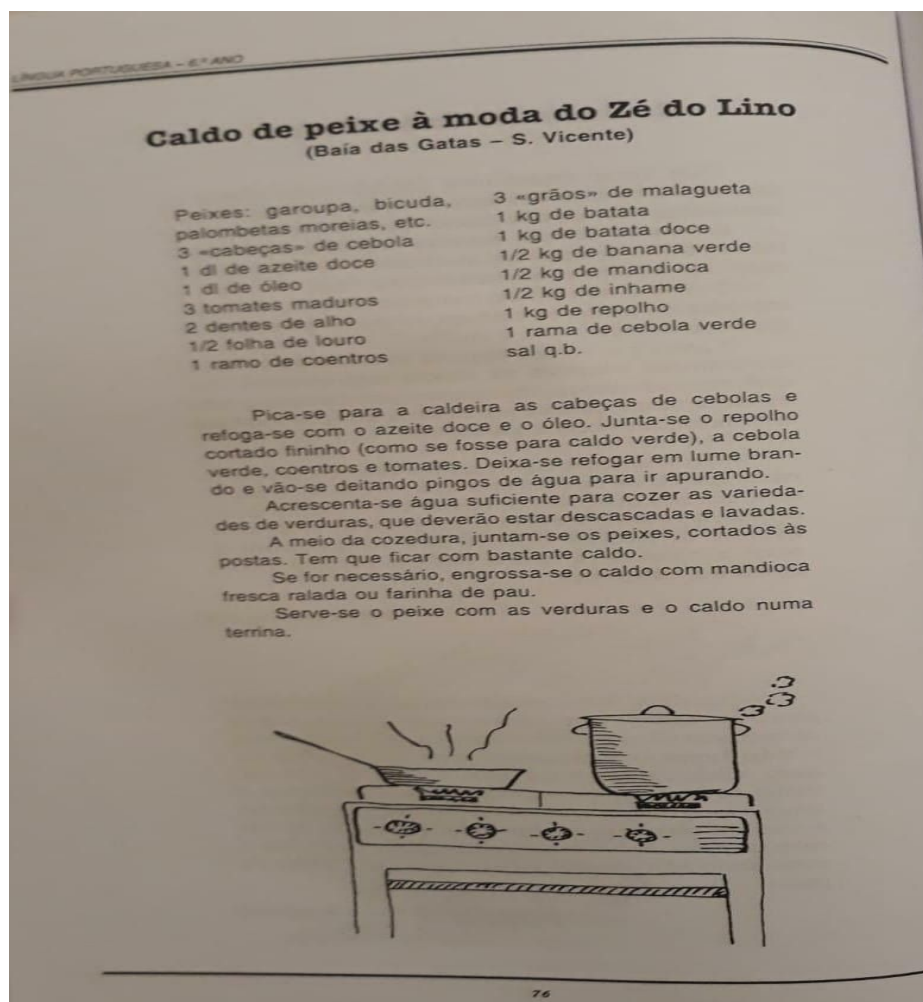 LÍNGUA PORTUGUESA – 6.º ANO
Caldo de peixe à moda do Zé do Lino
(Baía das Gatas – S. Vicente)
Peixes: garoupa, bicuda,
palombetas moreias, etc.
3 «cabeças» de cebola
1 dl de azeite doce
1 dl de óleo
3 tomates maduros
2 dentes de alho
1/2 folha de louro
1 ramo de coentros
3 «grãos» de malagueta
1 kg de batata
1 kg de batata doce
1/2 kg de banana verde
1/2 kg de mandioca
1/2 kg de inhame
1 kg de repolho
1 rama de cebola verde
sal q.b.
Pica-se para a caldeira as cabeças de cebolas e
refoga-se com o azeite doce e o óleo. Junta-se o repolho
cortado fininho (como se fosse para caldo verde), a cebola
verde, coentros e tomates. Deixa-se refogar em lume bran-
do e vão-se deitando pingos de água para ir apurando.
Acrescenta-se água suficiente para cozer as varieda-
des de verduras, que deverão estar descascadas e lavadas.
A meio da cozedura, juntam-se os peixes, cortados às
postas. Tem que ficar com bastante caldo.
Se for necessário, engrossa-se o caldo com mandioca
fresca ralada ou farinha de pau.
Serve-se o peixe com as verduras e o caldo numa
terrina.
76